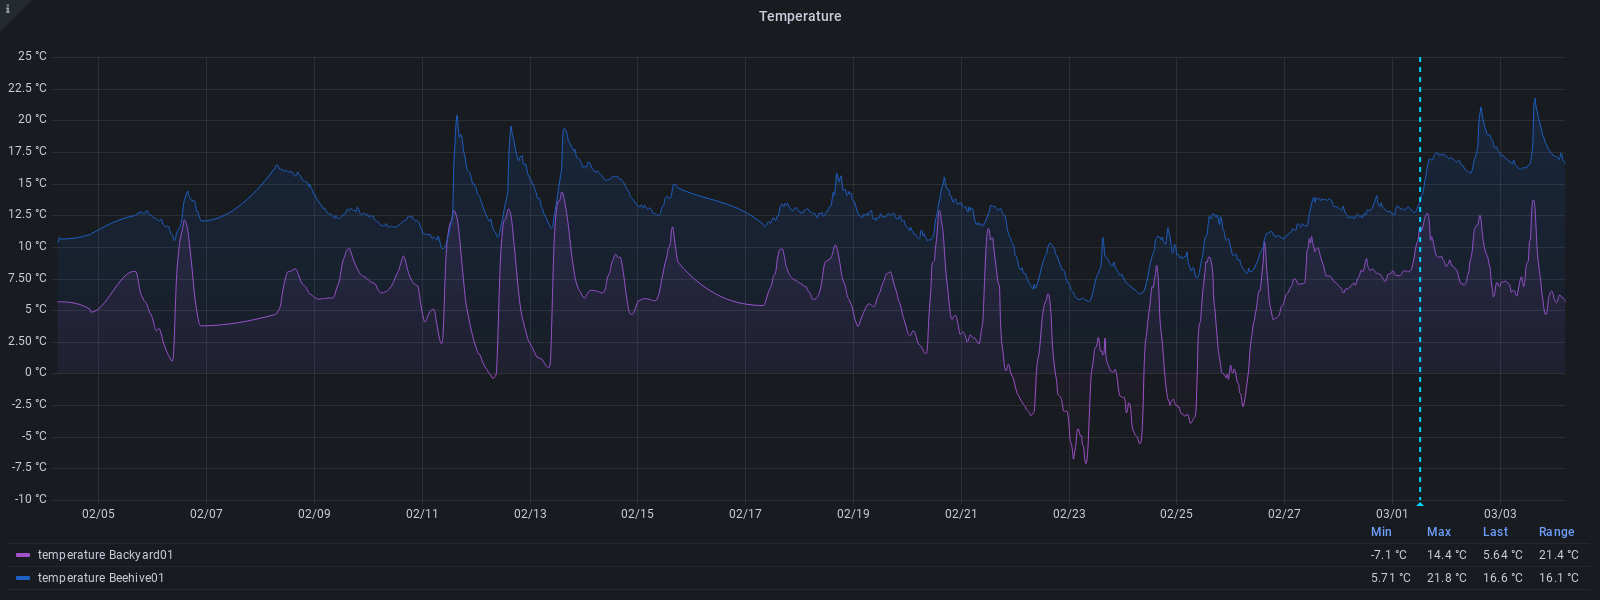 i
Temperature
25 °C
22.5 °C
20 °C
17.5 °C
15 °C
12.5 °C
10 °C
7.50 °C
5 °C
2.50 °C
0 °C
-2.5 °C
-5 °C
-7.5 °C
-10 °C
02/05 02/07 02/09 02/11 02/13 02/15 02/17 02/19 02/21 02/23 02/25 02/27 03/01 03/03
Min Max Last Range
temperature Backyard01 -7.1 °C 14.4 °C 5.64 °C 21.4 °C
temperature Beehive01 5.71 °C 21.8 °C 16.6 °C 16.1 °C